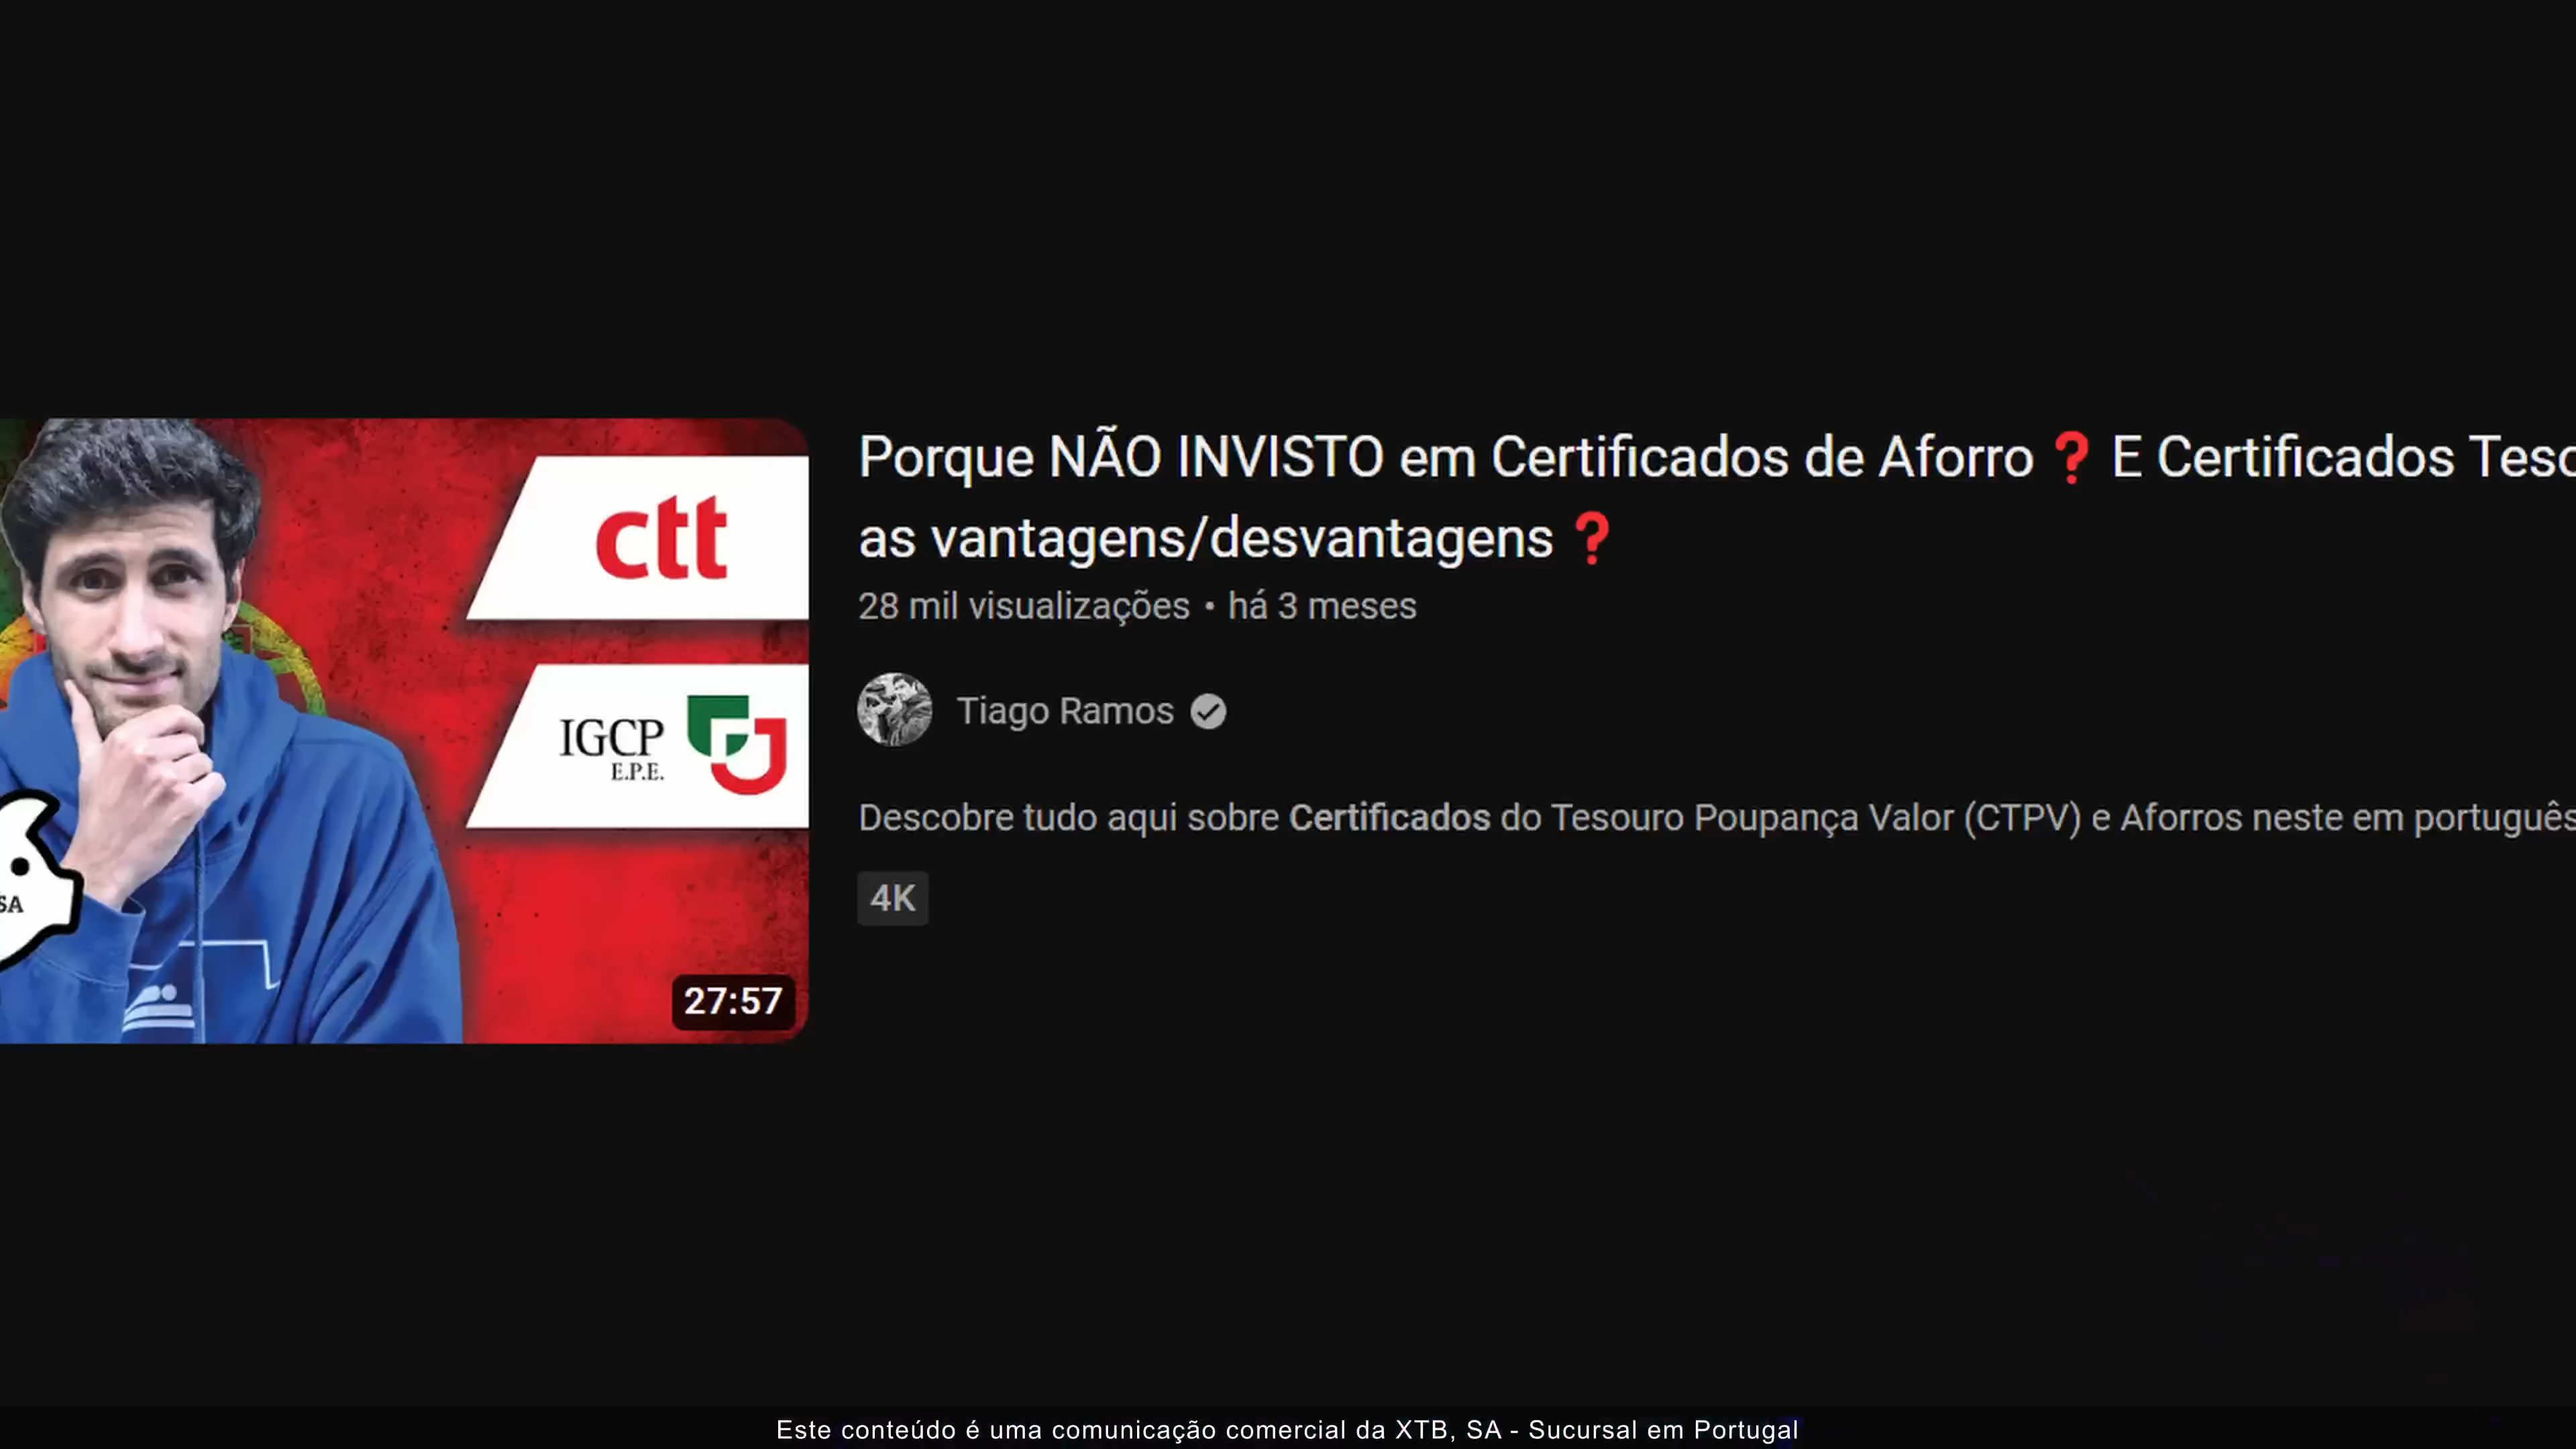 Porque NÃO INVISTO em Certificados de Aforro ❓ E Certificados
as vantagens/desvantagens ❓
28 mil visualizações • há 3 meses
Tiago Ramos
Descobre tudo aqui sobre Certificados do Tesouro Poupança Valor (CTPV) e Aforros neste em português
4K
ctt
IGCP
E.P.E.
SA
27:57
Este conteúdo é uma comunicação comercial da XTB, SA - Sucursal em Portugal